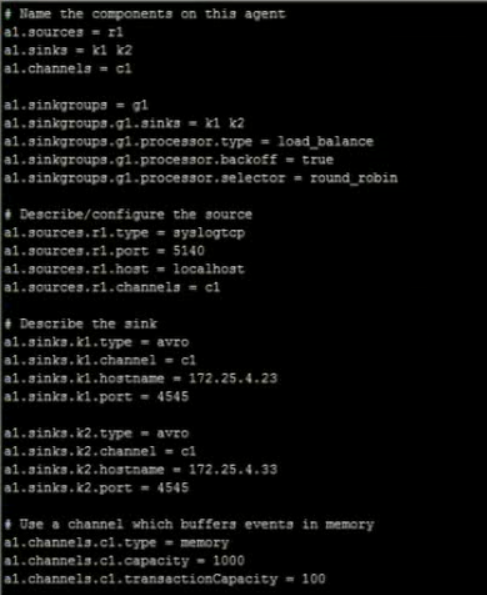 # Name the components on this agent
a1.sources = r1
a1.sinks = k1 k2
a1.channels = c1
a1.sinkgroups = g1
a1.sinkgroups.g1.sinks = k1 k2
a1.sinkgroups.g1.processor.type = load_balance
a1.sinkgroups.g1.processor.backoff = true
a1.sinkgroups.g1.processor.selector = round_robin
# Describe/configure the source
a1.sources.r1.type = syslogtcp
a1.sources.r1.port = 5140
a1.sources.r1.host = localhost
a1.sources.r1.channels = c1
# Describe the sink
a1.sinks.k1.type = avro
a1.sinks.k1.channel = c1
a1.sinks.k1.hostname = 172.25.4.23
a1.sinks.k1.port = 4545
a1.sinks.k2.type = avro
a1.sinks.k2.channel = c1
a1.sinks.k2.hostname = 172.25.4.33
a1.sinks.k2.port = 4545
# Use a channel which buffers events in memory
a1.channels.c1.type = memory
a1.channels.c1.capacity = 1000
a1.channels.c1.transactionCapacity = 100